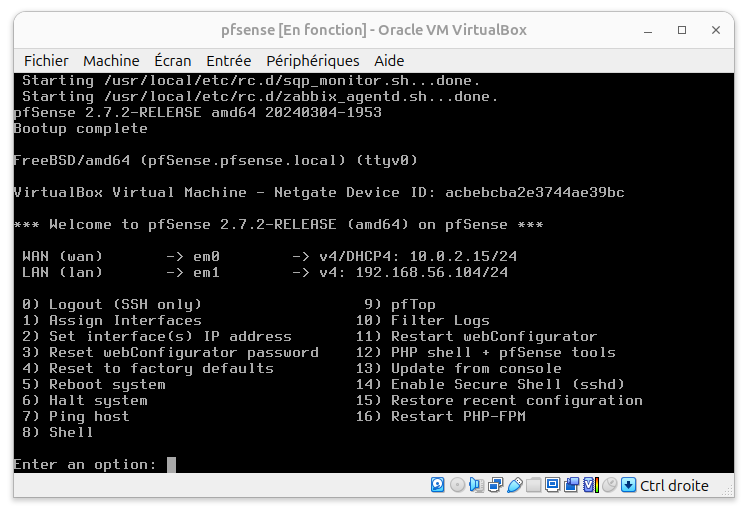 pfsense [En fonction] - Oracle VM VirtualBox
Fichier Machine Écran Entrée Périphériques Aide
Starting /usr/local/etc/rc.d/sqp_monitor.sh...done.
Starting /usr/local/etc/rc.d/zabbix_agentd.sh...done.
pfSense 2.7.2-RELEASE amd64 20240304-1953
Bootup complete
FreeBSD/amd64 (pfSense.pfsense.local) (ttyv0)
VirtualBox Virtual Machine - Netgate Device ID: acbebcba2e3744ae39bc
*** Welcome to pfSense 2.7.2-RELEASE (amd64) on pfSense ***
WAN (wan) -> em0 -> v4/DHCP4: 10.0.2.15/24
LAN (lan) -> em1 -> v4: 192.168.56.104/24
0) Logout (SSH only) 9) pfTop
1) Assign Interfaces 10) Filter Logs
2) Set interface(s) IP address 11) Restart webConfigurator
3) Reset webConfigurator password 12) PHP shell + pfSense tools
4) Reset to factory defaults 13) Update from console
5) Reboot system 14) Enable Secure Shell (sshd)
6) Halt system 15) Restore recent configuration
7) Ping host 16) Restart PHP-FPM
8) Shell
Enter an option:
Ctrl droite